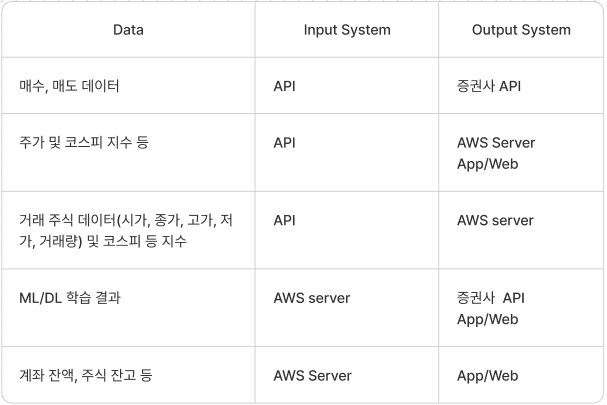 Data Input System Output System
매수, 매도 데이터 API 증권사 API
주가 및 코스피 지수 등 API AWS Server
App/Web
거래 주식 데이터(시가, 종가, 고가, 저 API AWS server
가, 거래량) 및 코스피 등 지수
ML/DL 학습 결과 AWS server 증권사 API
App/Web
계좌 잔액, 주식 잔고 등 AWS Server App/Web